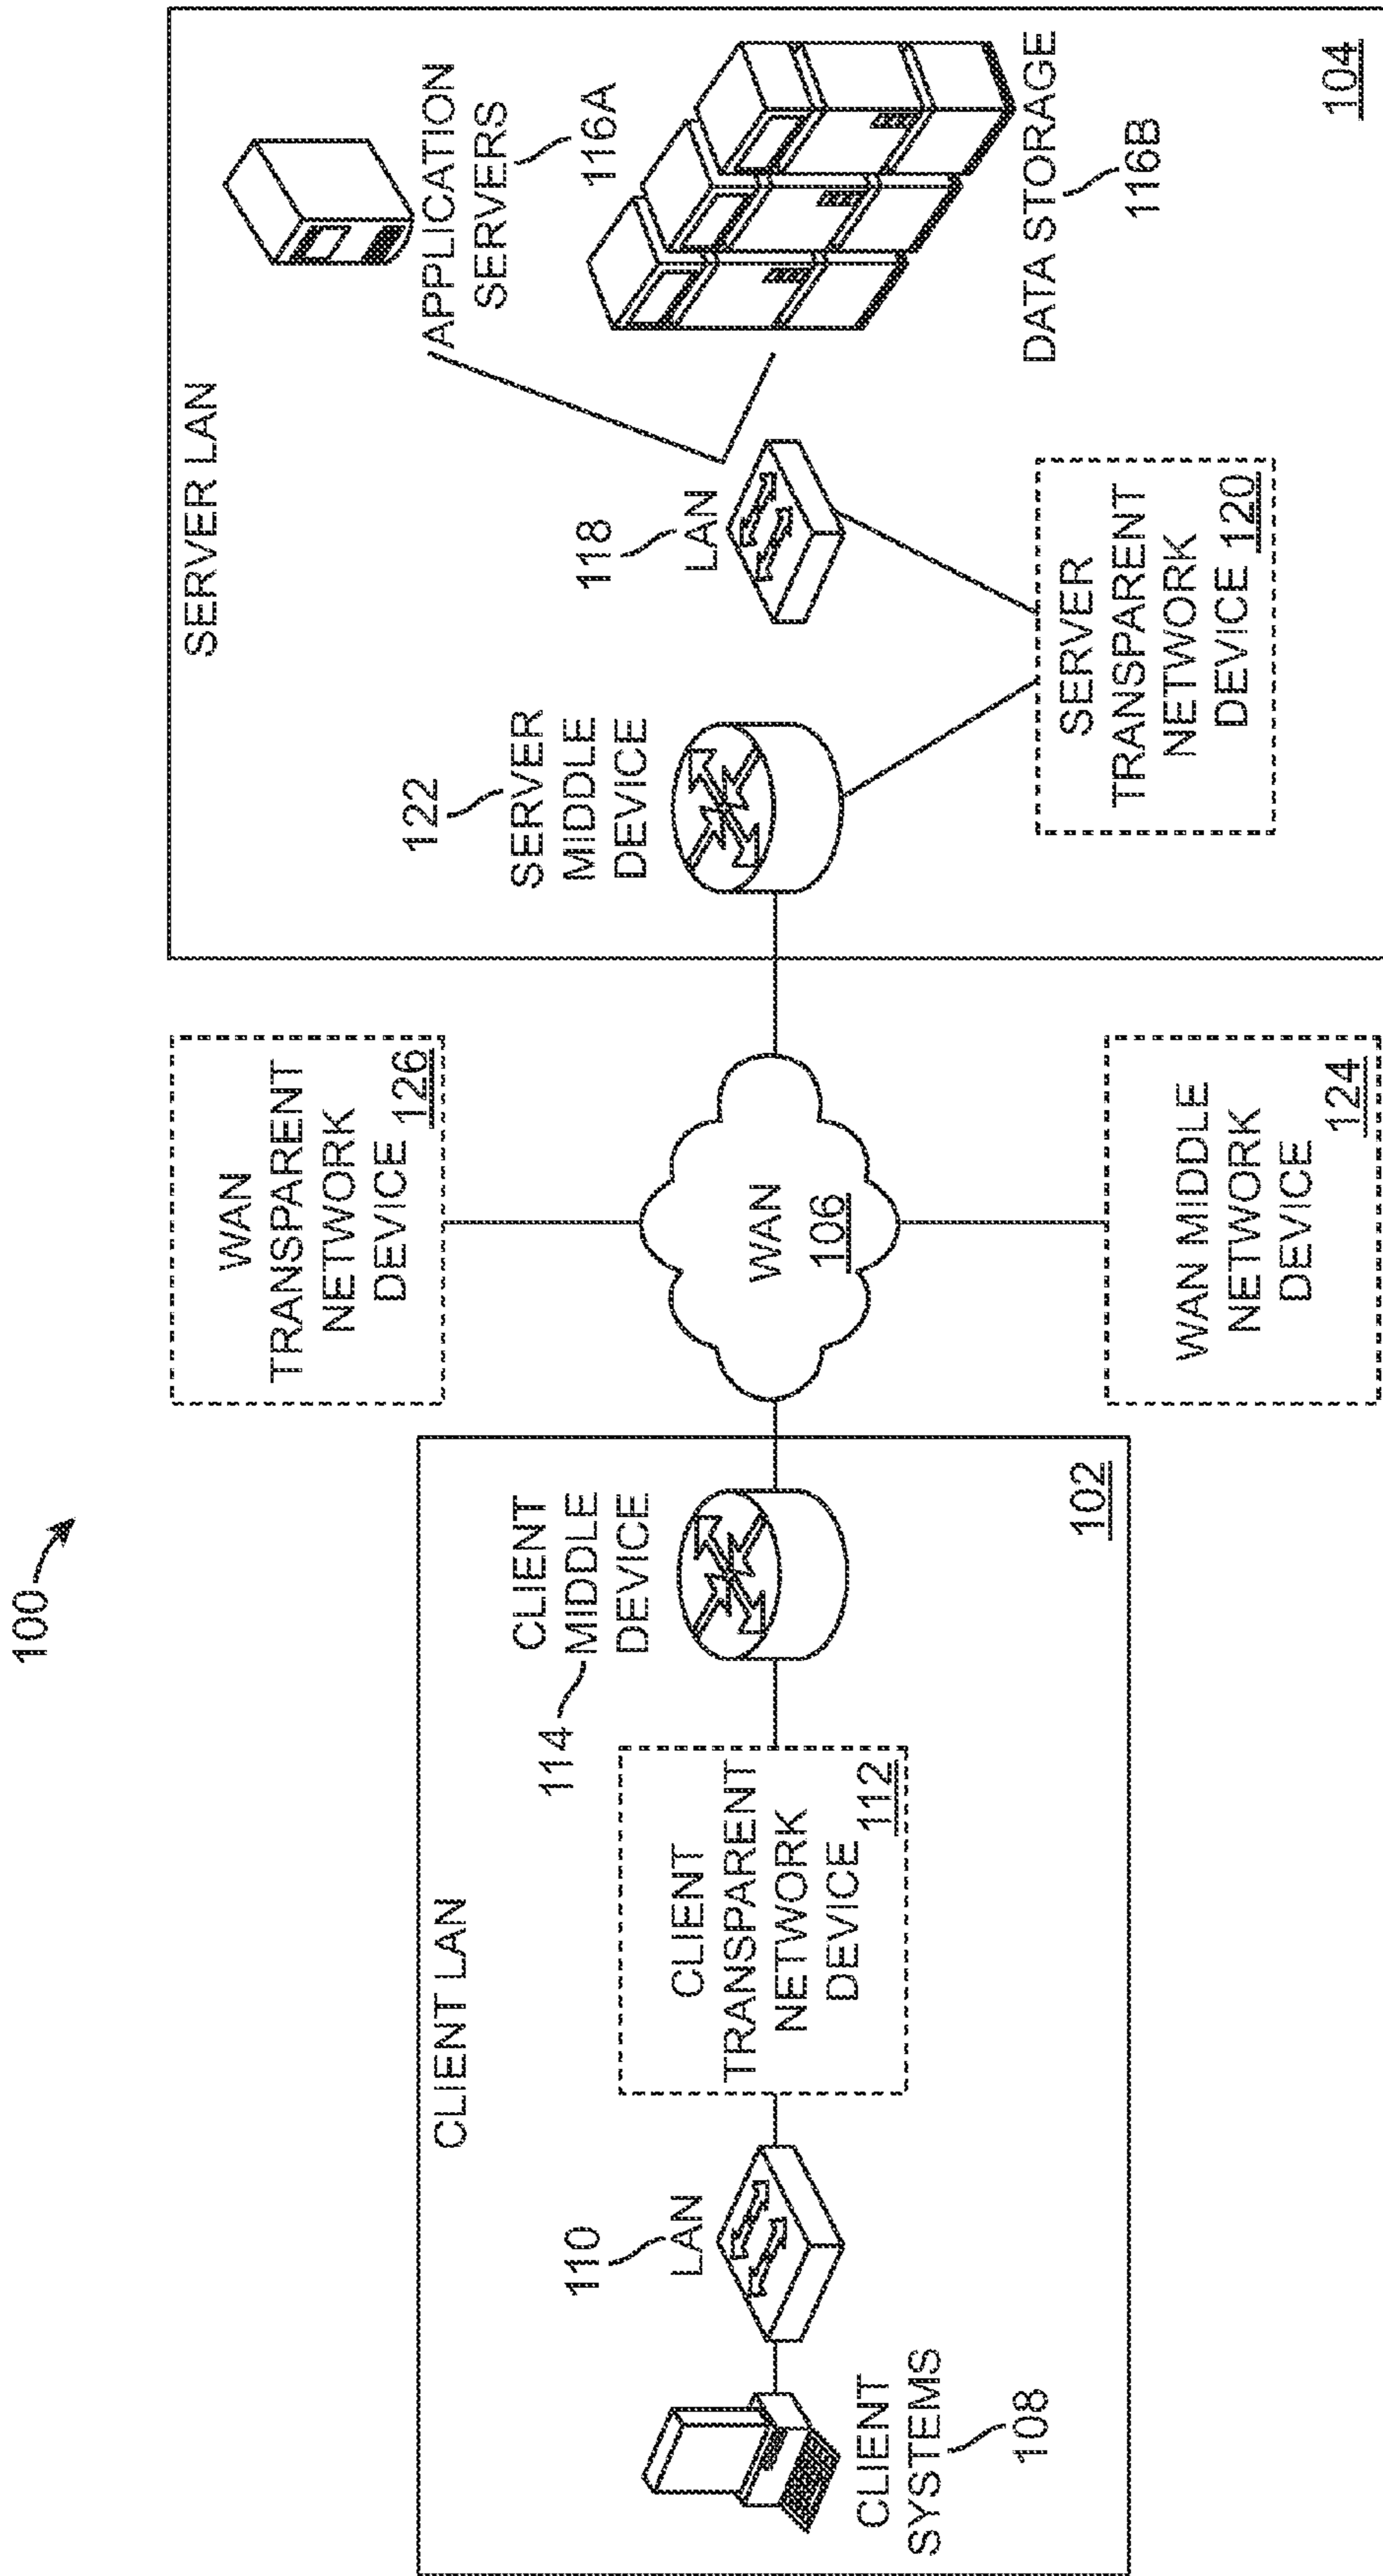 100
CLIENT LAN
CLIENT
SYSTEMS
108
110
LAN
CLIENT
TRANSPARENT
NETWORK
DEVICE
112
114
CLIENT
MIDDLE
DEVICE
102
WAN
TRANSPARENT
NETWORK
DEVICE 126
WAN
106
WAN MIDDLE
NETWORK
DEVICE
124
SERVER LAN
122
SERVER
MIDDLE
DEVICE
118
LAN
SERVER
TRANSPARENT
NETWORK
DEVICE 120
APPLICATION
SERVERS
116A
DATA STORAGE
116B
104